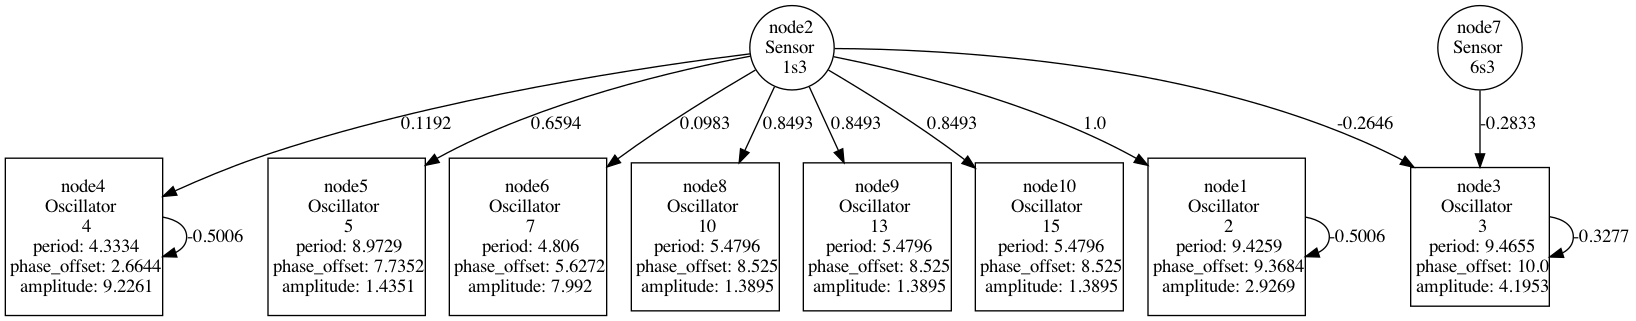 node2
Sensor
1s3
node7
Sensor
6s3
0.1192
0.6594
0.0983
0.8493
0.8493
0.8493
1.0
-0.2646
-0.2833
node4
Oscillator
4
period: 4.3334
phase_offset: 2.6644
amplitude: 9.2261
-0.5006
node5
Oscillator
5
period: 8.9729
phase_offset: 7.7352
amplitude: 1.4351
node6
Oscillator
7
period: 4.806
phase_offset: 5.6272
amplitude: 7.992
node8
Oscillator
10
period: 5.4796
phase_offset: 8.525
amplitude: 1.3895
node9
Oscillator
13
period: 5.4796
phase_offset: 8.525
amplitude: 1.3895
node10
Oscillator
15
period: 5.4796
phase_offset: 8.525
amplitude: 1.3895
node1
Oscillator
2
period: 9.4259
phase_offset: 9.3684
amplitude: 2.9269
-0.5006
node3
Oscillator
3
period: 9.4655
phase_offset: 10.0
amplitude: 4.1953
-0.3277